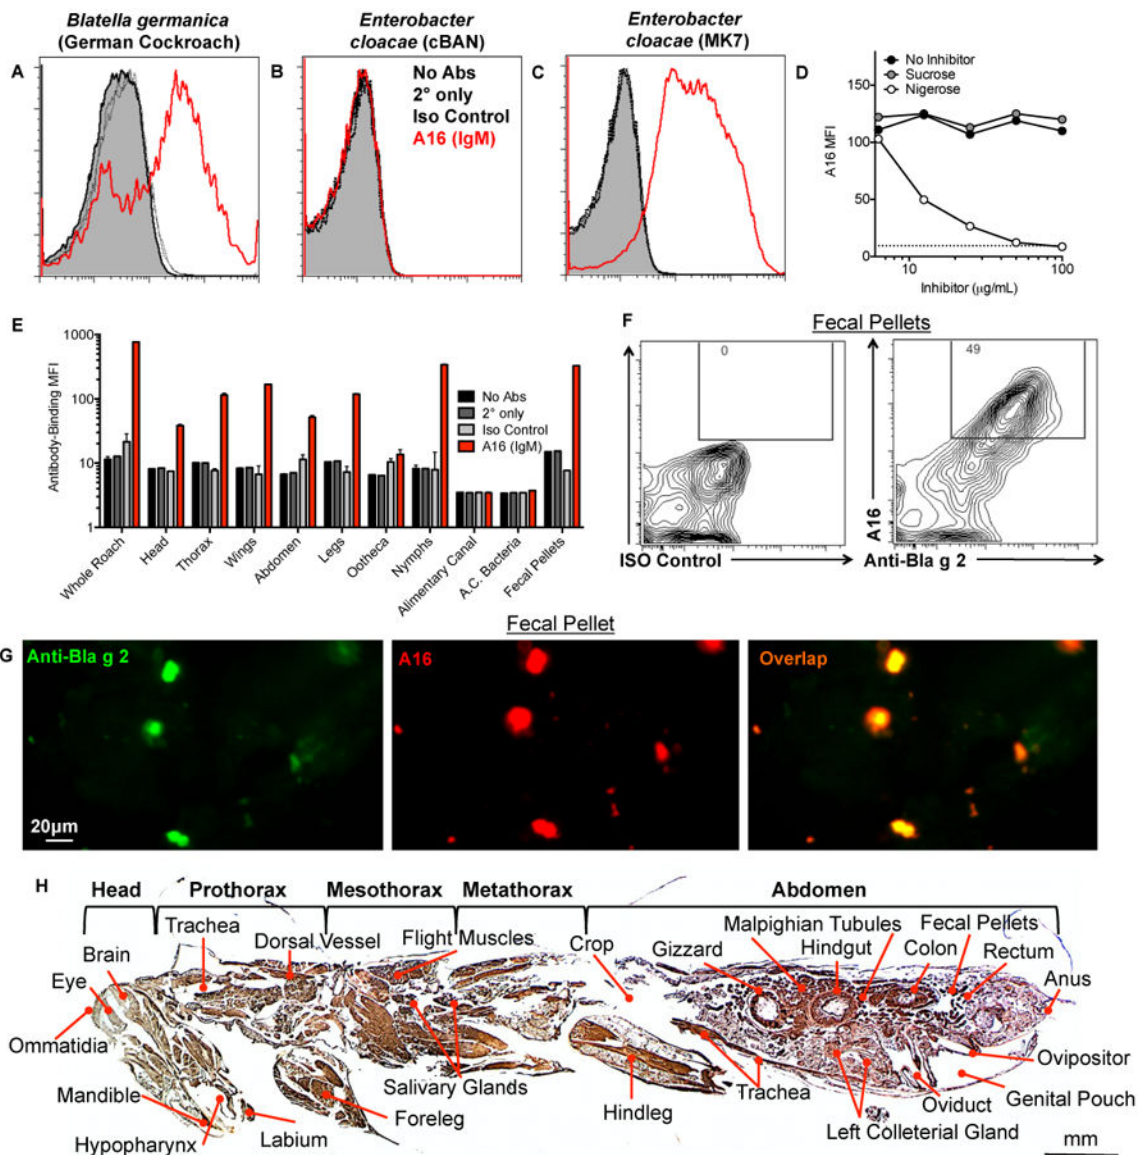 Blatella germanica
(German Cockroach)
Enterobacter
cloacae (cBAN)
Enterobacter
cloacae (MK7)
A
B
No Abs
2° only
Iso Control
A16 (IgM)
C
D
No Inhibitor
Sucrose
Nigerose
A16 MFI
150
100
50
0
10
100
Inhibitor (µg/mL)
E
Antibody-Binding MFI
1000
100
10
1
No Abs
2° only
Iso Control
A16 (IgM)
Whole Roach
Head
Thorax
Wings
Abdomen
Legs
Ootheca
Nymphs
Alimentary Canal
A.C. Bacteria
Fecal Pellets
F
Fecal Pellets
0
49
A16
ISO Control
Anti-Bla g 2
Fecal Pellet
G
Anti-Bla g 2
A16
Overlap
20µm
H
Head
Prothorax
Mesothorax
Metathorax
Abdomen
Trachea
Dorsal Vessel
Flight Muscles
Crop
Gizzard
Malpighian Tubules
Hindgut
Fecal Pellets
Colon
Rectum
Anus
Brain
Eye
Ommatidia
Mandible
Hypopharynx
Labium
Foreleg
Salivary Glands
Hindleg
Trachea
Left Colleterial Gland
Oviduct
Genital Pouch
Ovipositor
mm